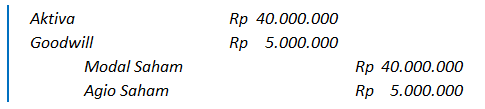 Aktiva Rp 40.000.000
Goodwill Rp 5.000.000
Modal Saham Rp 40.000.000
Agio Saham Rp 5.000.000